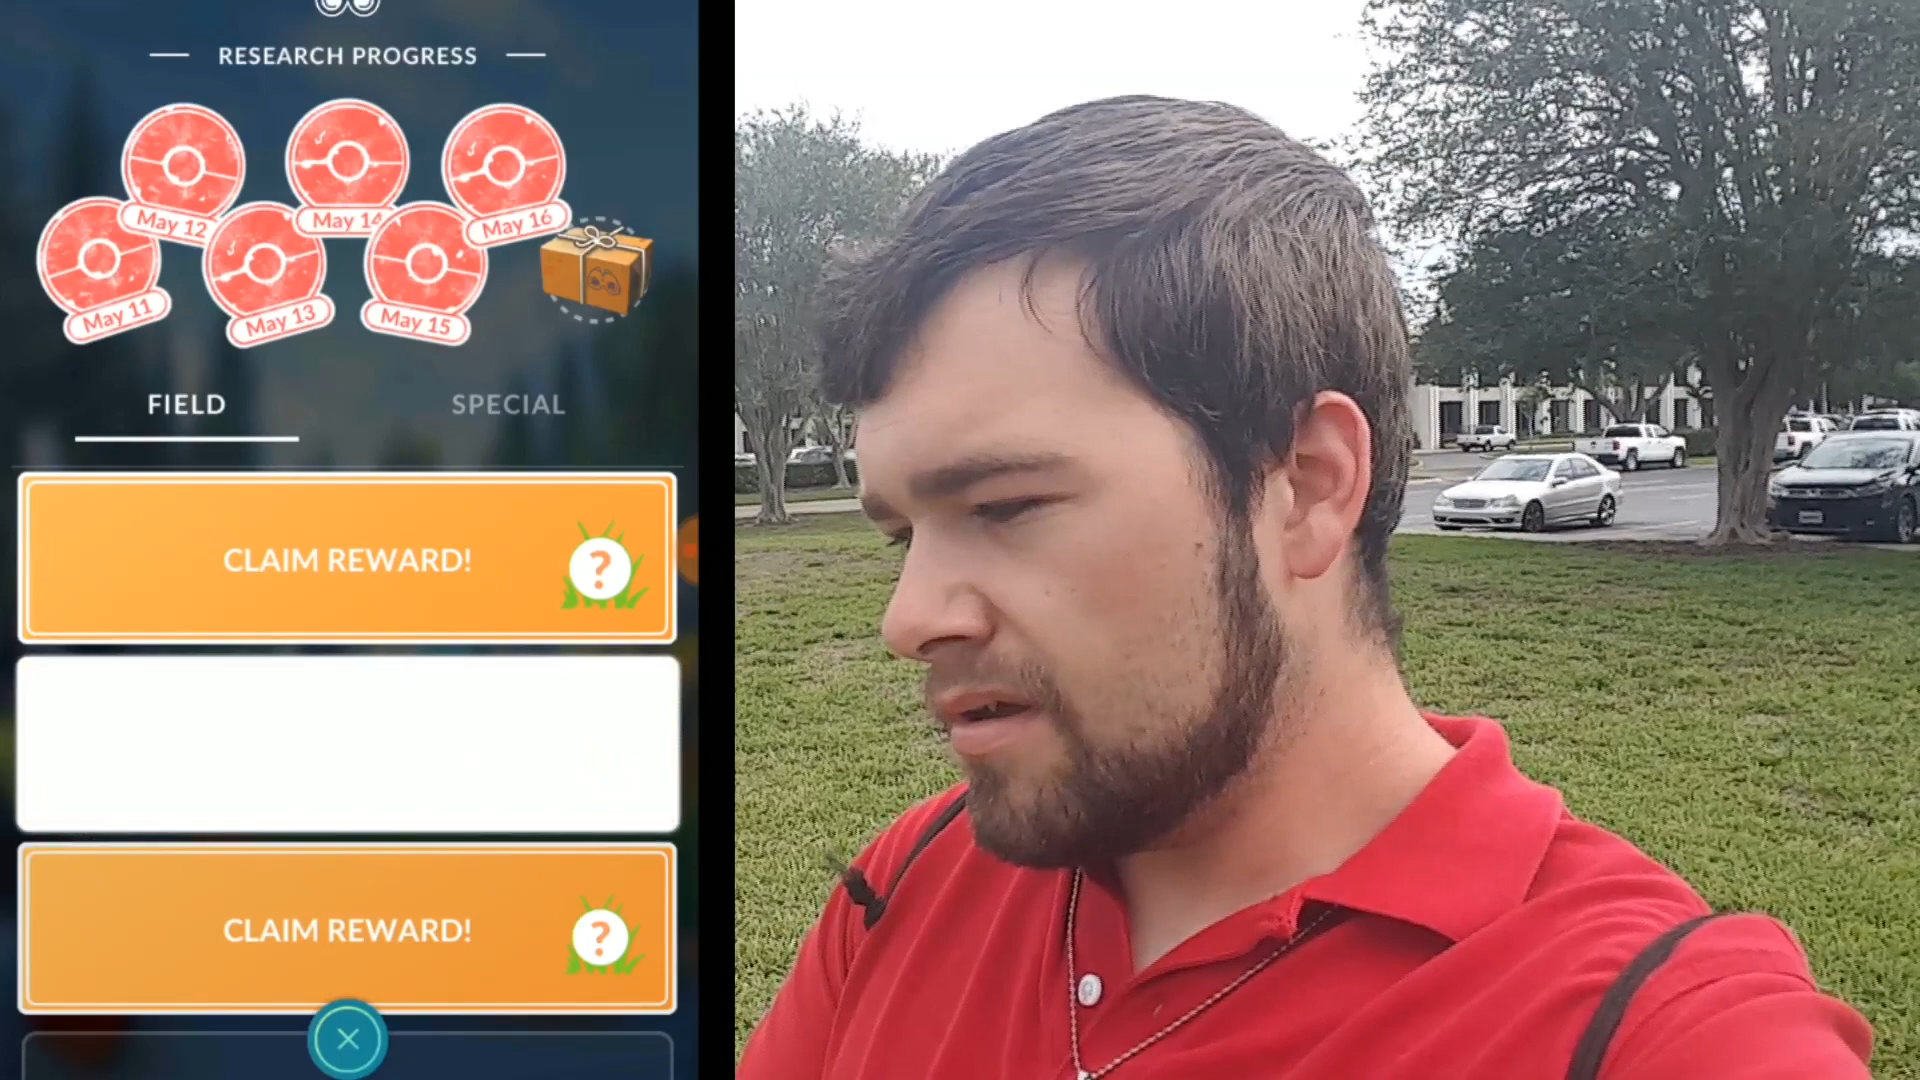 RESEARCH PROGRESS
May 12
May 14
May 16
May 11
May 13
May 15
FIELD
SPECIAL
CLAIM REWARD!
?
CLAIM REWARD!
?